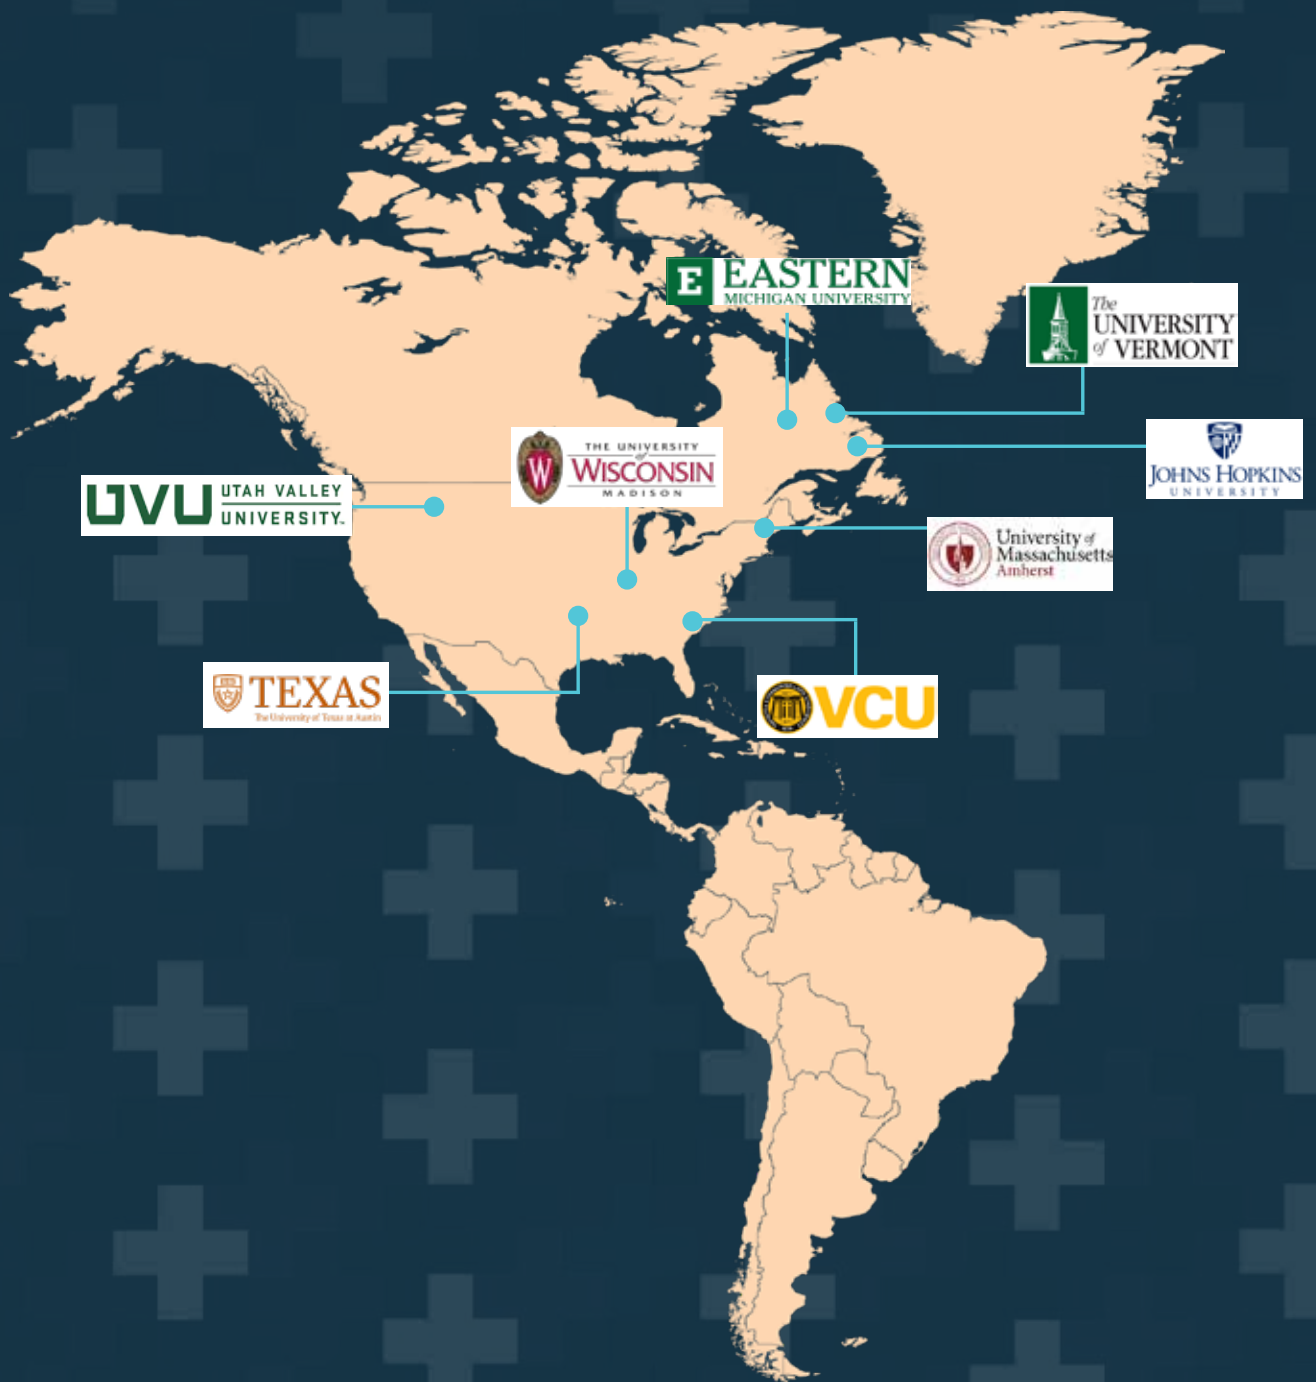 E EASTERN
MICHIGAN UNIVERSITY
The
UNIVERSITY
of VERMONT
THE UNIVERSITY
of
W WISCONSIN
MADISON
JOHNS HOPKINS
UNIVERSITY
UVU UTAH VALLEY
UNIVERSITY
University of
Massachusetts
Amherst
TEXAS
The University of Texas at Austin
VCU